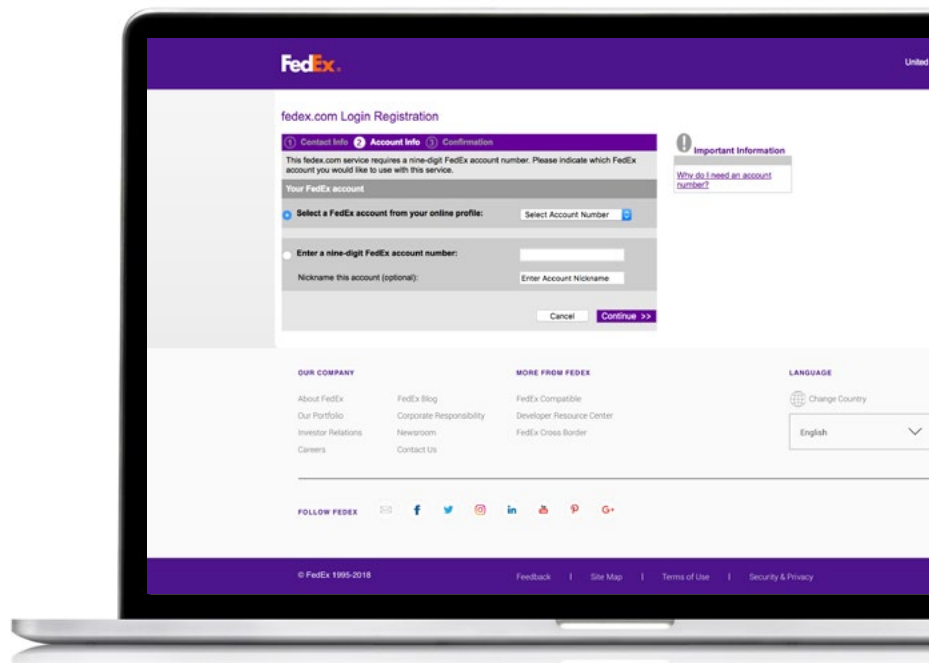 FedEx.
United
fedex.com Login Registration
1 Contact Info 2 Account Info 3 Confirmation
This fedex.com service requires a nine-digit FedEx account number. Please indicate which FedEx
account you would like to use with this service.
Your FedEx account
Select a FedEx account from your online profile:
Select Account Number
Enter a nine-digit FedEx account number:
Nickname this account (optional):
Enter Account Nickname
Cancel
Continue >>
! Important Information
Why do I need an account
number?
OUR COMPANY
About FedEx
Our Portfolio
Investor Relations
Careers
FedEx Blog
Corporate Responsibility
Newsroom
Contact Us
MORE FROM FEDEX
FedEx Compatible
Developer Resource Center
FedEx Cross Border
LANGUAGE
Change Country
English
FOLLOW FEDEX
f
in
G+
© FedEx 1995-2018
Feedback | Site Map | Terms of Use | Security & Privacy